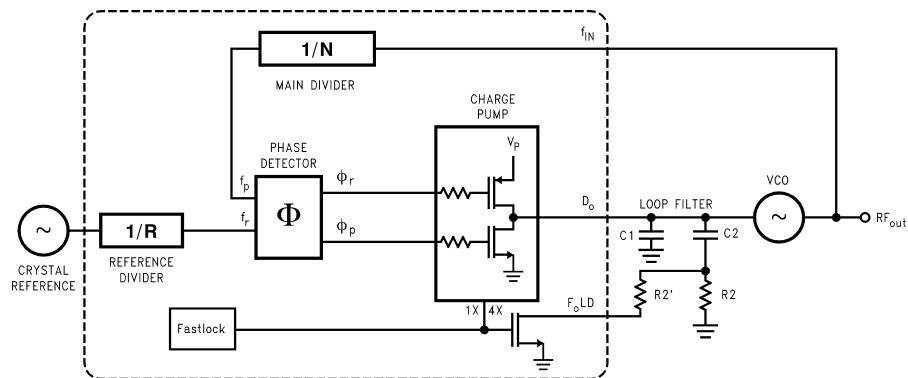 f_IN
1/N
MAIN DIVIDER
CHARGE
PUMP
V_P
PHASE
DETECTOR
f_p
ϕ_r
D_o
LOOP FILTER
VCO
Φ
f_r
~
1/R
ϕ_p
C1
C2
~
RF_out
CRYSTAL
REFERENCE
REFERENCE
DIVIDER
R2'
R2
1X 4X
F_oLD
Fastlock